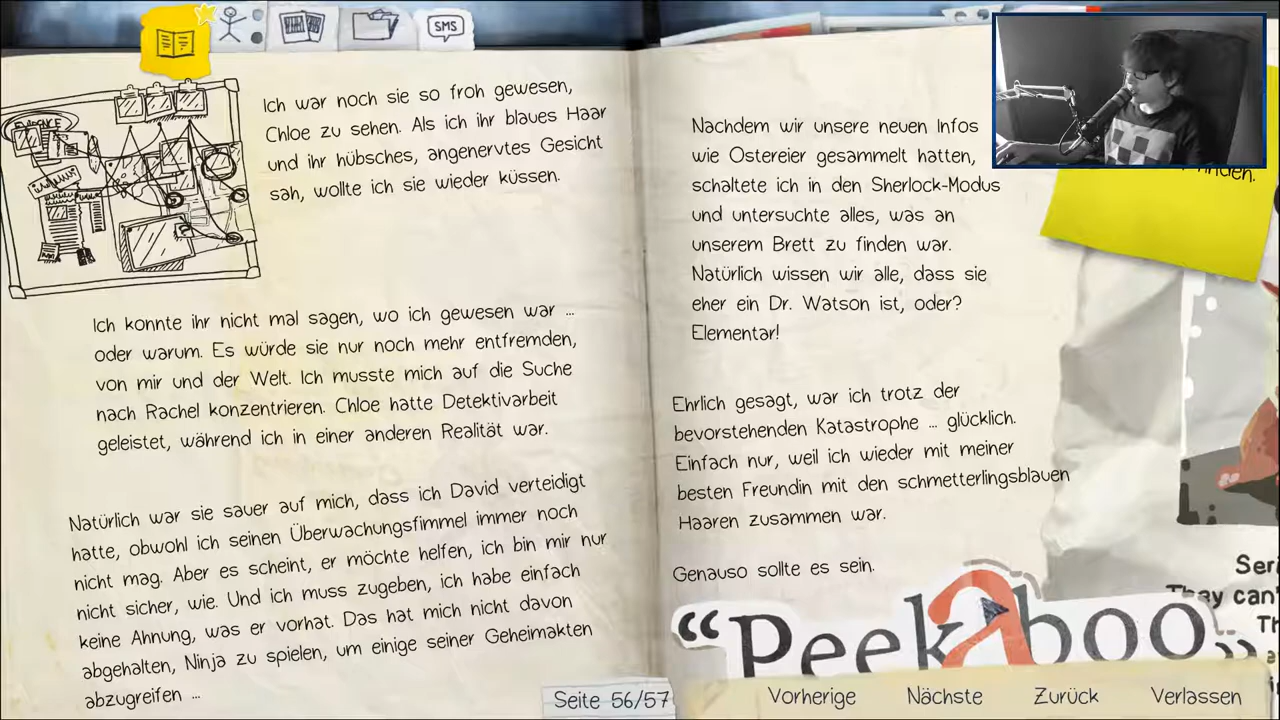 SMS
EVIDENCE
Ich war noch sie so froh gewesen,
Chloe zu sehen. Als ich ihr blaues Haar
und ihr hübsches, angenervtes Gesicht
sah, wollte ich sie wieder küssen.
Ich konnte ihr nicht mal sagen, wo ich gewesen war ...
oder warum. Es würde sie nur noch mehr entfremden,
von mir und der Welt. Ich musste mich auf die Suche
nach Rachel konzentrieren. Chloe hatte Detektivarbeit
geleistet, während ich in einer anderen Realität war.
Natürlich war sie sauer auf mich, dass ich David verteidigt
hatte, obwohl ich seinen Überwachungsfimmel immer noch
nicht mag. Aber es scheint, er möchte helfen, ich bin mir nur
nicht sicher, wie. Und ich muss zugeben, ich habe einfach
keine Ahnung, was er vorhat. Das hat mich nicht davon
abgehalten, Ninja zu spielen, um einige seiner Geheimakten
abzugreifen ...
Nachdem wir unsere neuen Infos
wie Ostereier gesammelt hatten,
schaltete ich in den Sherlock-Modus
und untersuchte alles, was an
unserem Brett zu finden war.
Natürlich wissen wir alle, dass sie
eher ein Dr. Watson ist, oder?
Elementar!
Ehrlich gesagt, war ich trotz der
bevorstehenden Katastrophe ... glücklich.
Einfach nur, weil ich wieder mit meiner
besten Freundin mit den schmetterlingsblauen
Haaren zusammen war.
Genauso sollte es sein.
“Peekaboo”
They can'
Seite 56/57
Vorherige
Nächste
Zurück
Verlassen